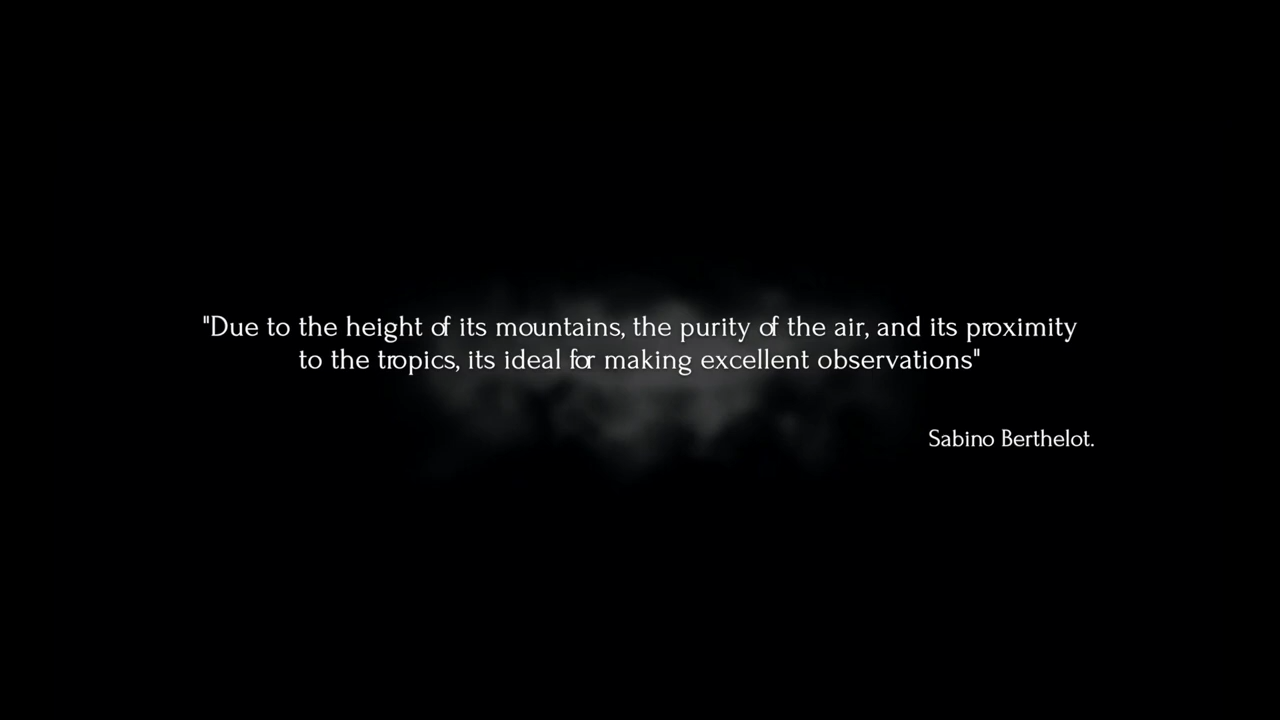 "Due to the height of its mountains, the purity of the air, and its proximity
to the tropics, its ideal for making excellent observations"
Sabino Berthelot.